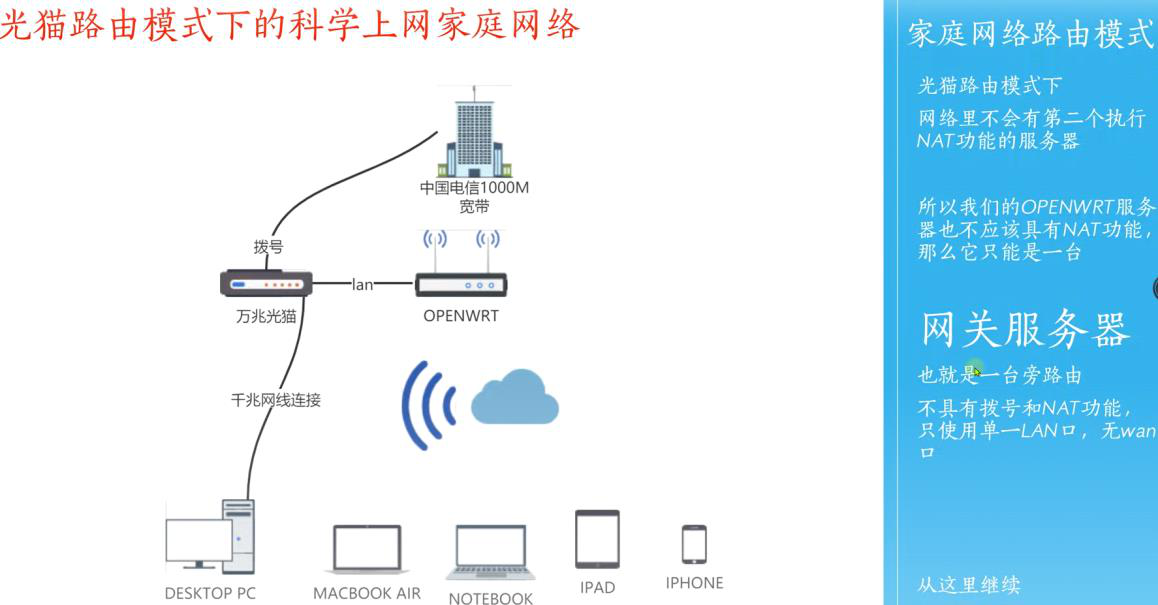 光猫路由模式下的科学上网家庭网络
中国电信1000M
宽带
拨号
lan
万兆光猫
OPENWRT
千兆网线连接
DESKTOP PC
MACBOOK AIR
NOTEBOOK
IPAD
IPHONE
家庭网络路由模式
光猫路由模式下
网络里不会有第二个执行
NAT功能的服务器
所以我们的OPENWRT服务
器也不应该具有NAT功能，
那么它只能是一台
网关服务器
也就是一台旁路由
不具有拨号和NAT功能，
只使用单一LAN口，无wan
口
从这里继续